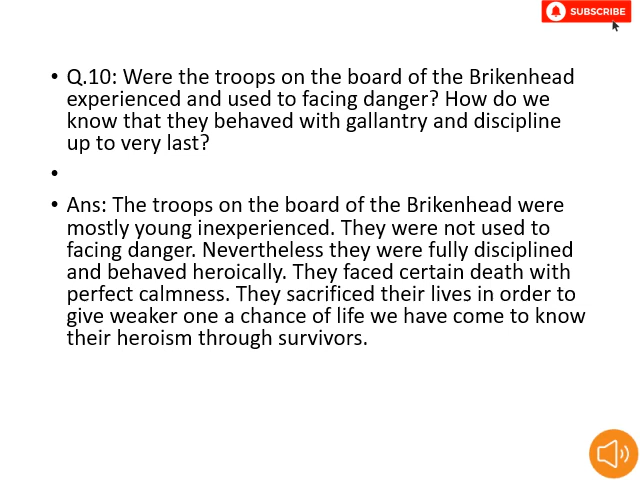 SUBSCRIBE
• Q.10: Were the troops on the board of the Brikenhead
experienced and used to facing danger? How do we
know that they behaved with gallantry and discipline
up to very last?
•
• Ans: The troops on the board of the Brikenhead were
mostly young inexperienced. They were not used to
facing danger. Nevertheless they were fully disciplined
and behaved heroically. They faced certain death with
perfect calmness. They sacrificed their lives in order to
give weaker one a chance of life we have come to know
their heroism through survivors.